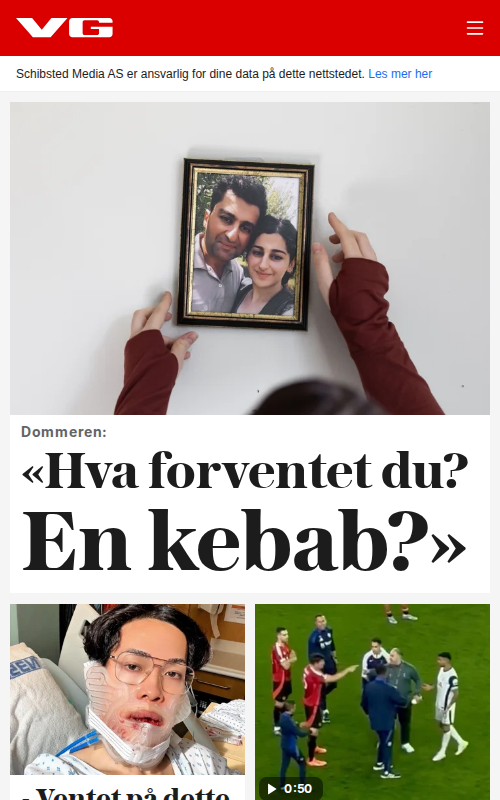 VG
Schibsted Media AS er ansvarlig for dine data på dette nettstedet. Les mer her
Dommeren:
«Hva forventet du?
En kebab?»
0:50
- Ventet på dette